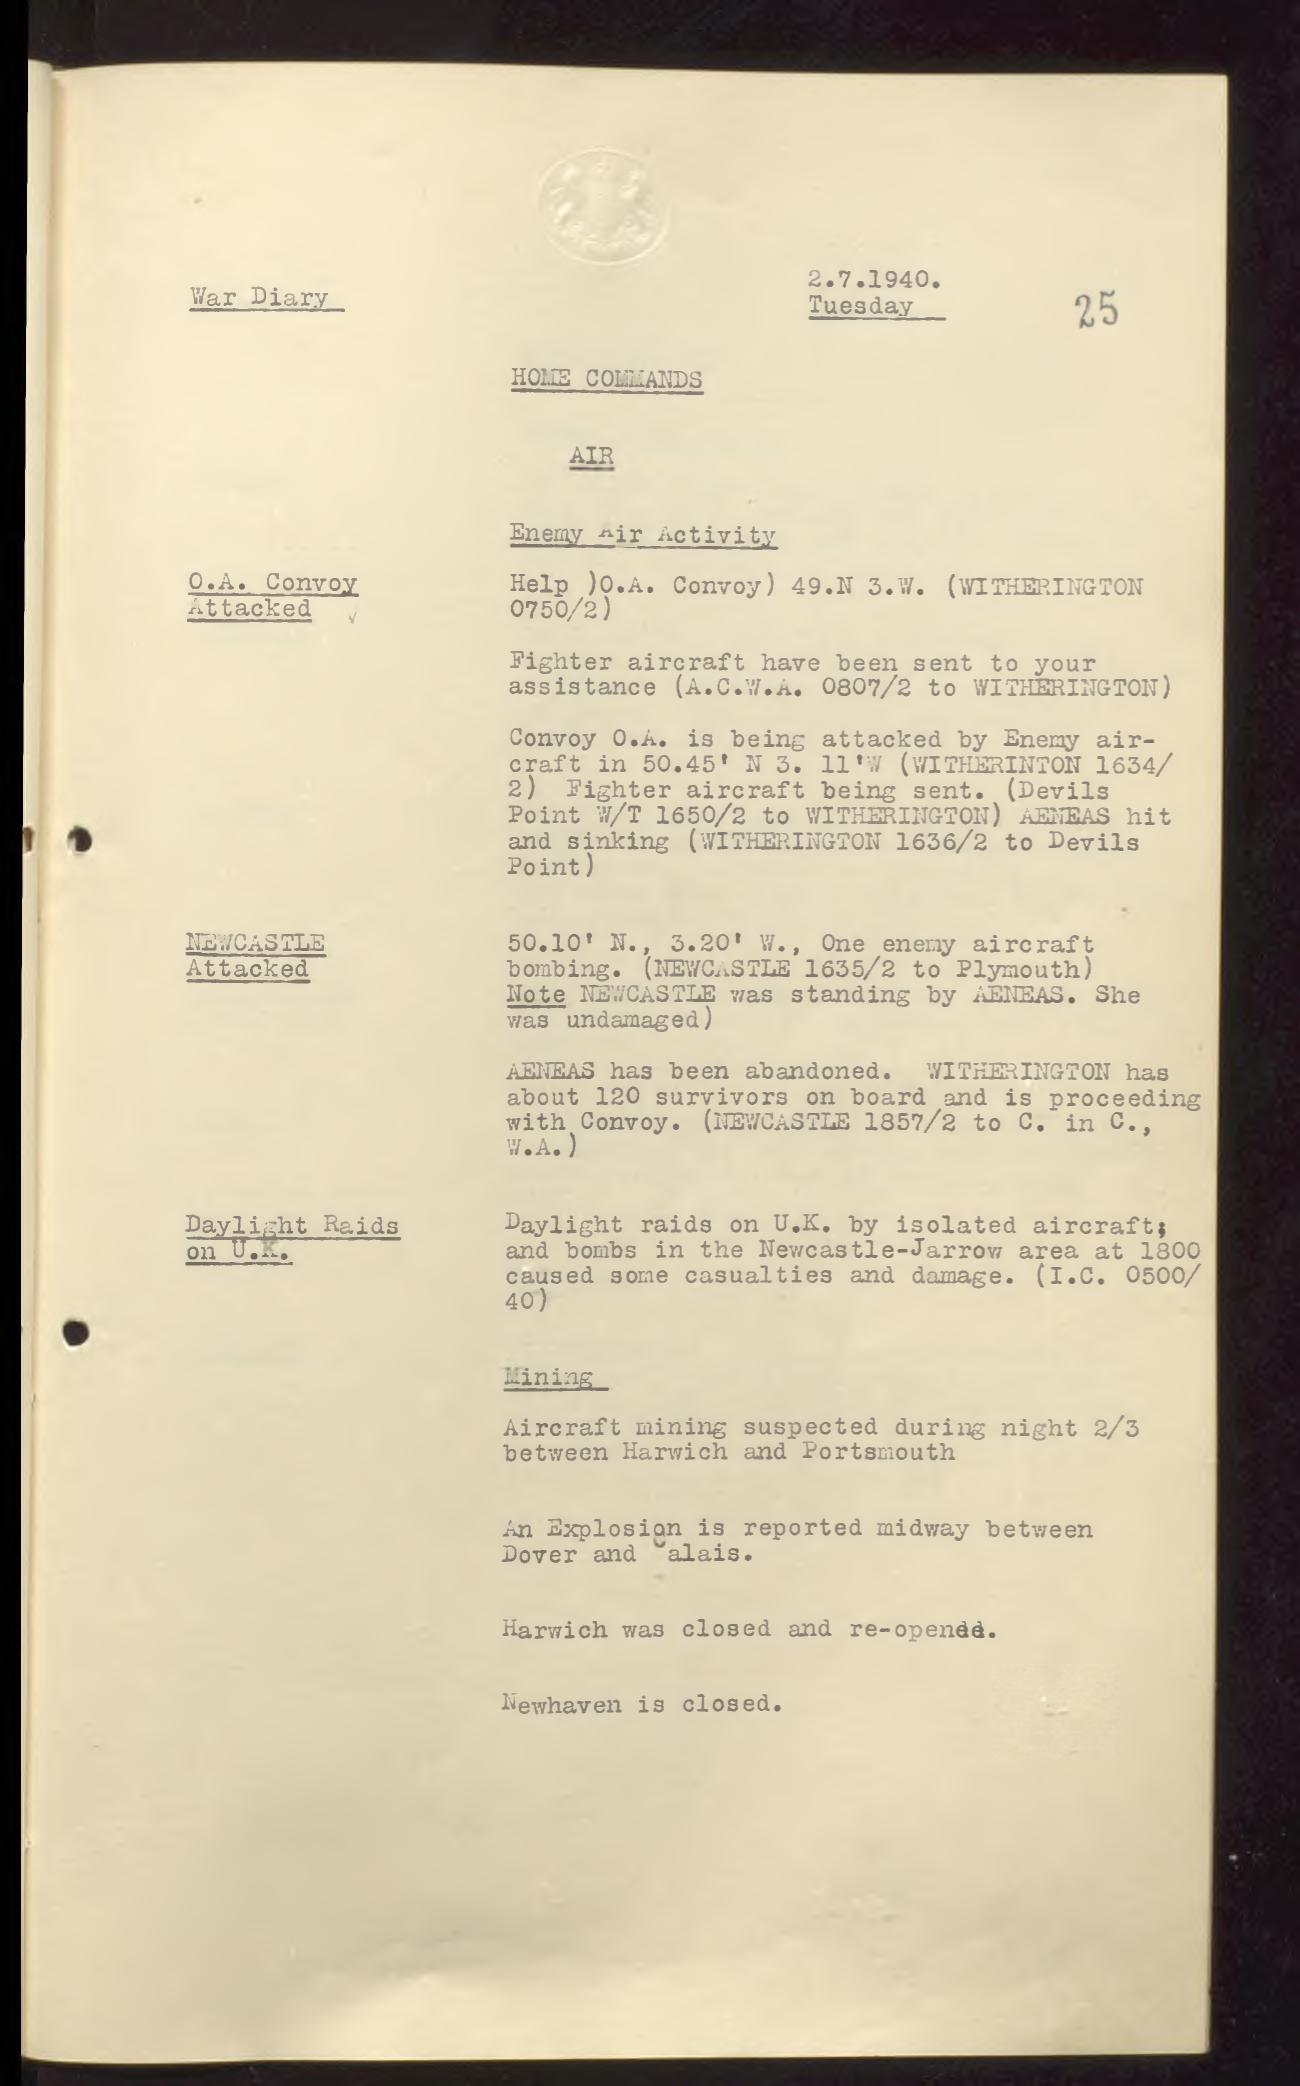 War Diary
2.7.1940.
Tuesday
25
HOME COMMANDS
AIR
Enemy Air Activity
O.A. Convoy
Attacked ✓
Help )O.A. Convoy) 49.N 3.W. (WITHERINGTON
0750/2)
Fighter aircraft have been sent to your
assistance (A.C.W.A. 0807/2 to WITHERINGTON)
Convoy O.A. is being attacked by Enemy air-
craft in 50.45' N 3. 11'W (WITHERINTON 1634/
2) Fighter aircraft being sent. (Devils
Point W/T 1650/2 to WITHERINGTON) AENEAS hit
and sinking (WITHERINGTON 1636/2 to Devils
Point)
NEWCASTLE
Attacked
50.10' N., 3.20' W., One enemy aircraft
bombing. (NEWCASTLE 1635/2 to Plymouth)
Note NEWCASTLE was standing by AENEAS. She
was undamaged)
AENEAS has been abandoned. WITHERINGTON has
about 120 survivors on board and is proceeding
with Convoy. (NEWCASTLE 1857/2 to C. in C.,
W.A.)
Daylight Raids
on U.K.
Daylight raids on U.K. by isolated aircraft;
and bombs in the Newcastle-Jarrow area at 1800
caused some casualties and damage. (I.C. 0500/
40)
Mining
Aircraft mining suspected during night 2/3
between Harwich and Portsmouth
An Explosion is reported midway between
Dover and Calais.
Harwich was closed and re-opened.
Newhaven is closed.